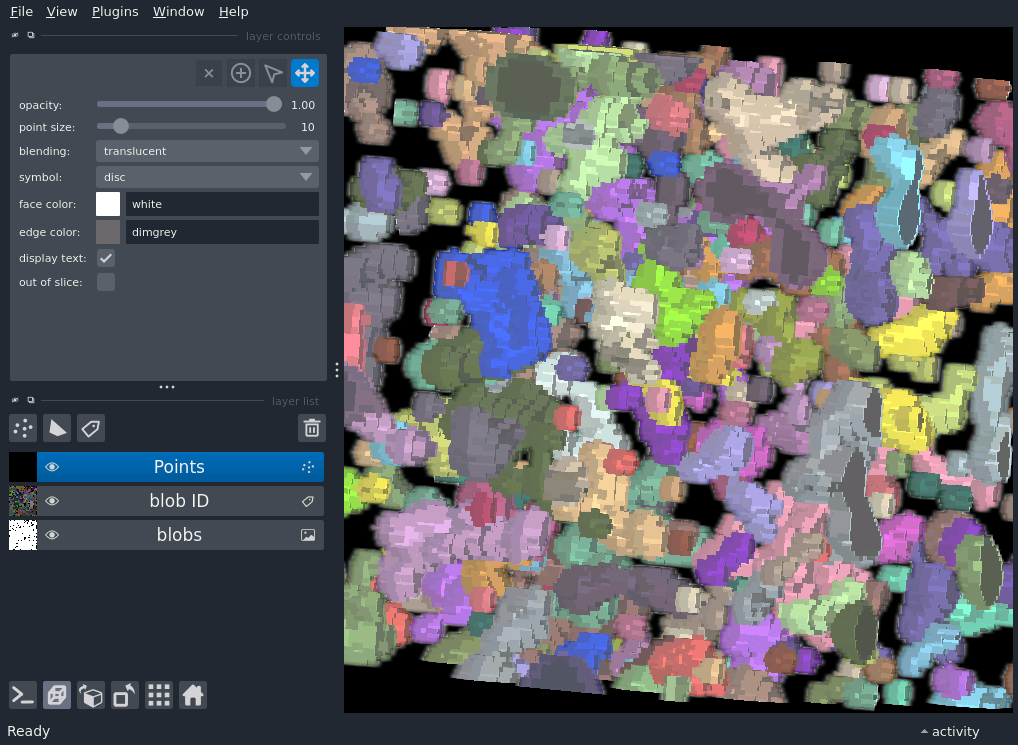 File View Plugins Window Help
layer controls
opacity: 1.00
point size: 10
blending: translucent
symbol: disc
face color: white
edge color: dimgrey
display text:
out of slice:
layer list
Points
blob ID
blobs
Ready
activity